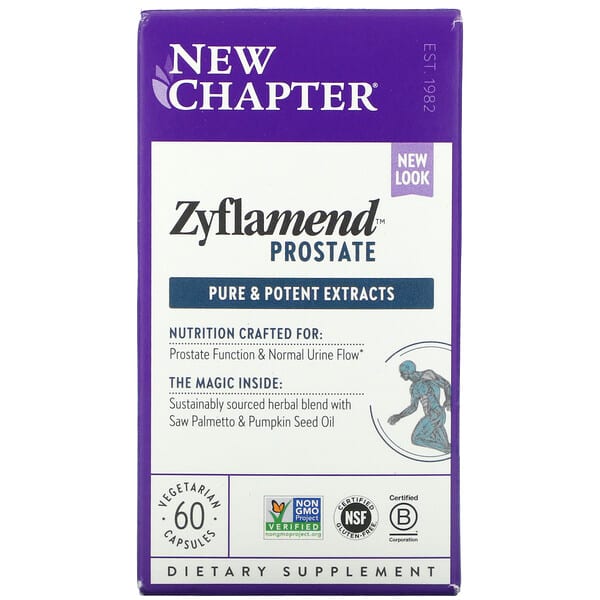 NEW
CHAPTER®
EST. 1982
NEW
LOOK
Zyflamend™
PROSTATE
PURE & POTENT EXTRACTS
NUTRITION CRAFTED FOR:
Prostate Function & Normal Urine Flow*
THE MAGIC INSIDE:
Sustainably sourced herbal blend with
Saw Palmetto & Pumpkin Seed Oil
VEGETARIAN
60
CAPSULES
NON
GMO
Project
VERIFIED
nongmoproject.org
CERTIFIED
NSF
GLUTEN-FREE
Certified
B
Corporation
DIETARY SUPPLEMENT